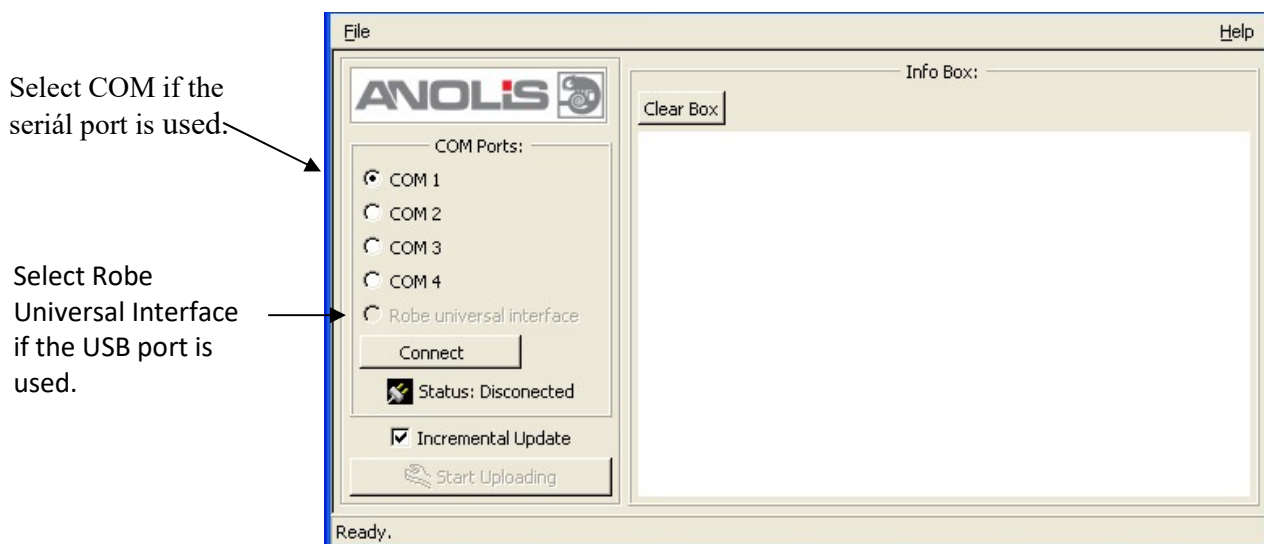 File Help
Select COM if the
seriál port is used.
ANOLiS
Info Box:
Clear Box
COM Ports:
COM 1
COM 2
COM 3
COM 4
Select Robe
Universal Interface
if the USB port is
used.
Robe universal interface
Connect
Status: Disconected
Incremental Update
Start Uploading
Ready.